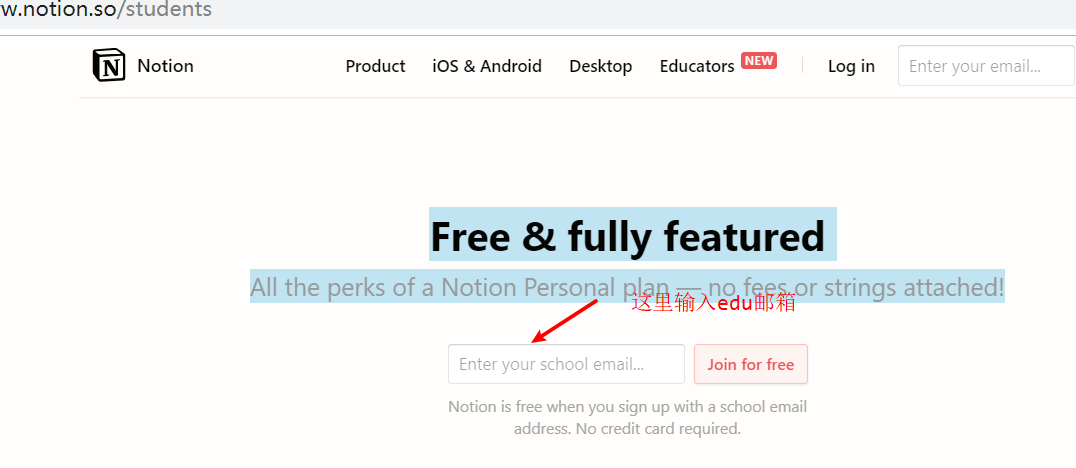 w.notion.so/students
Notion Product iOS & Android Desktop Educators NEW Log in Enter your email...
Free & fully featured
All the perks of a Notion Personal plan — no fees or strings attached!
这里输入edu邮箱
Enter your school email... Join for free
Notion is free when you sign up with a school email
address. No credit card required.